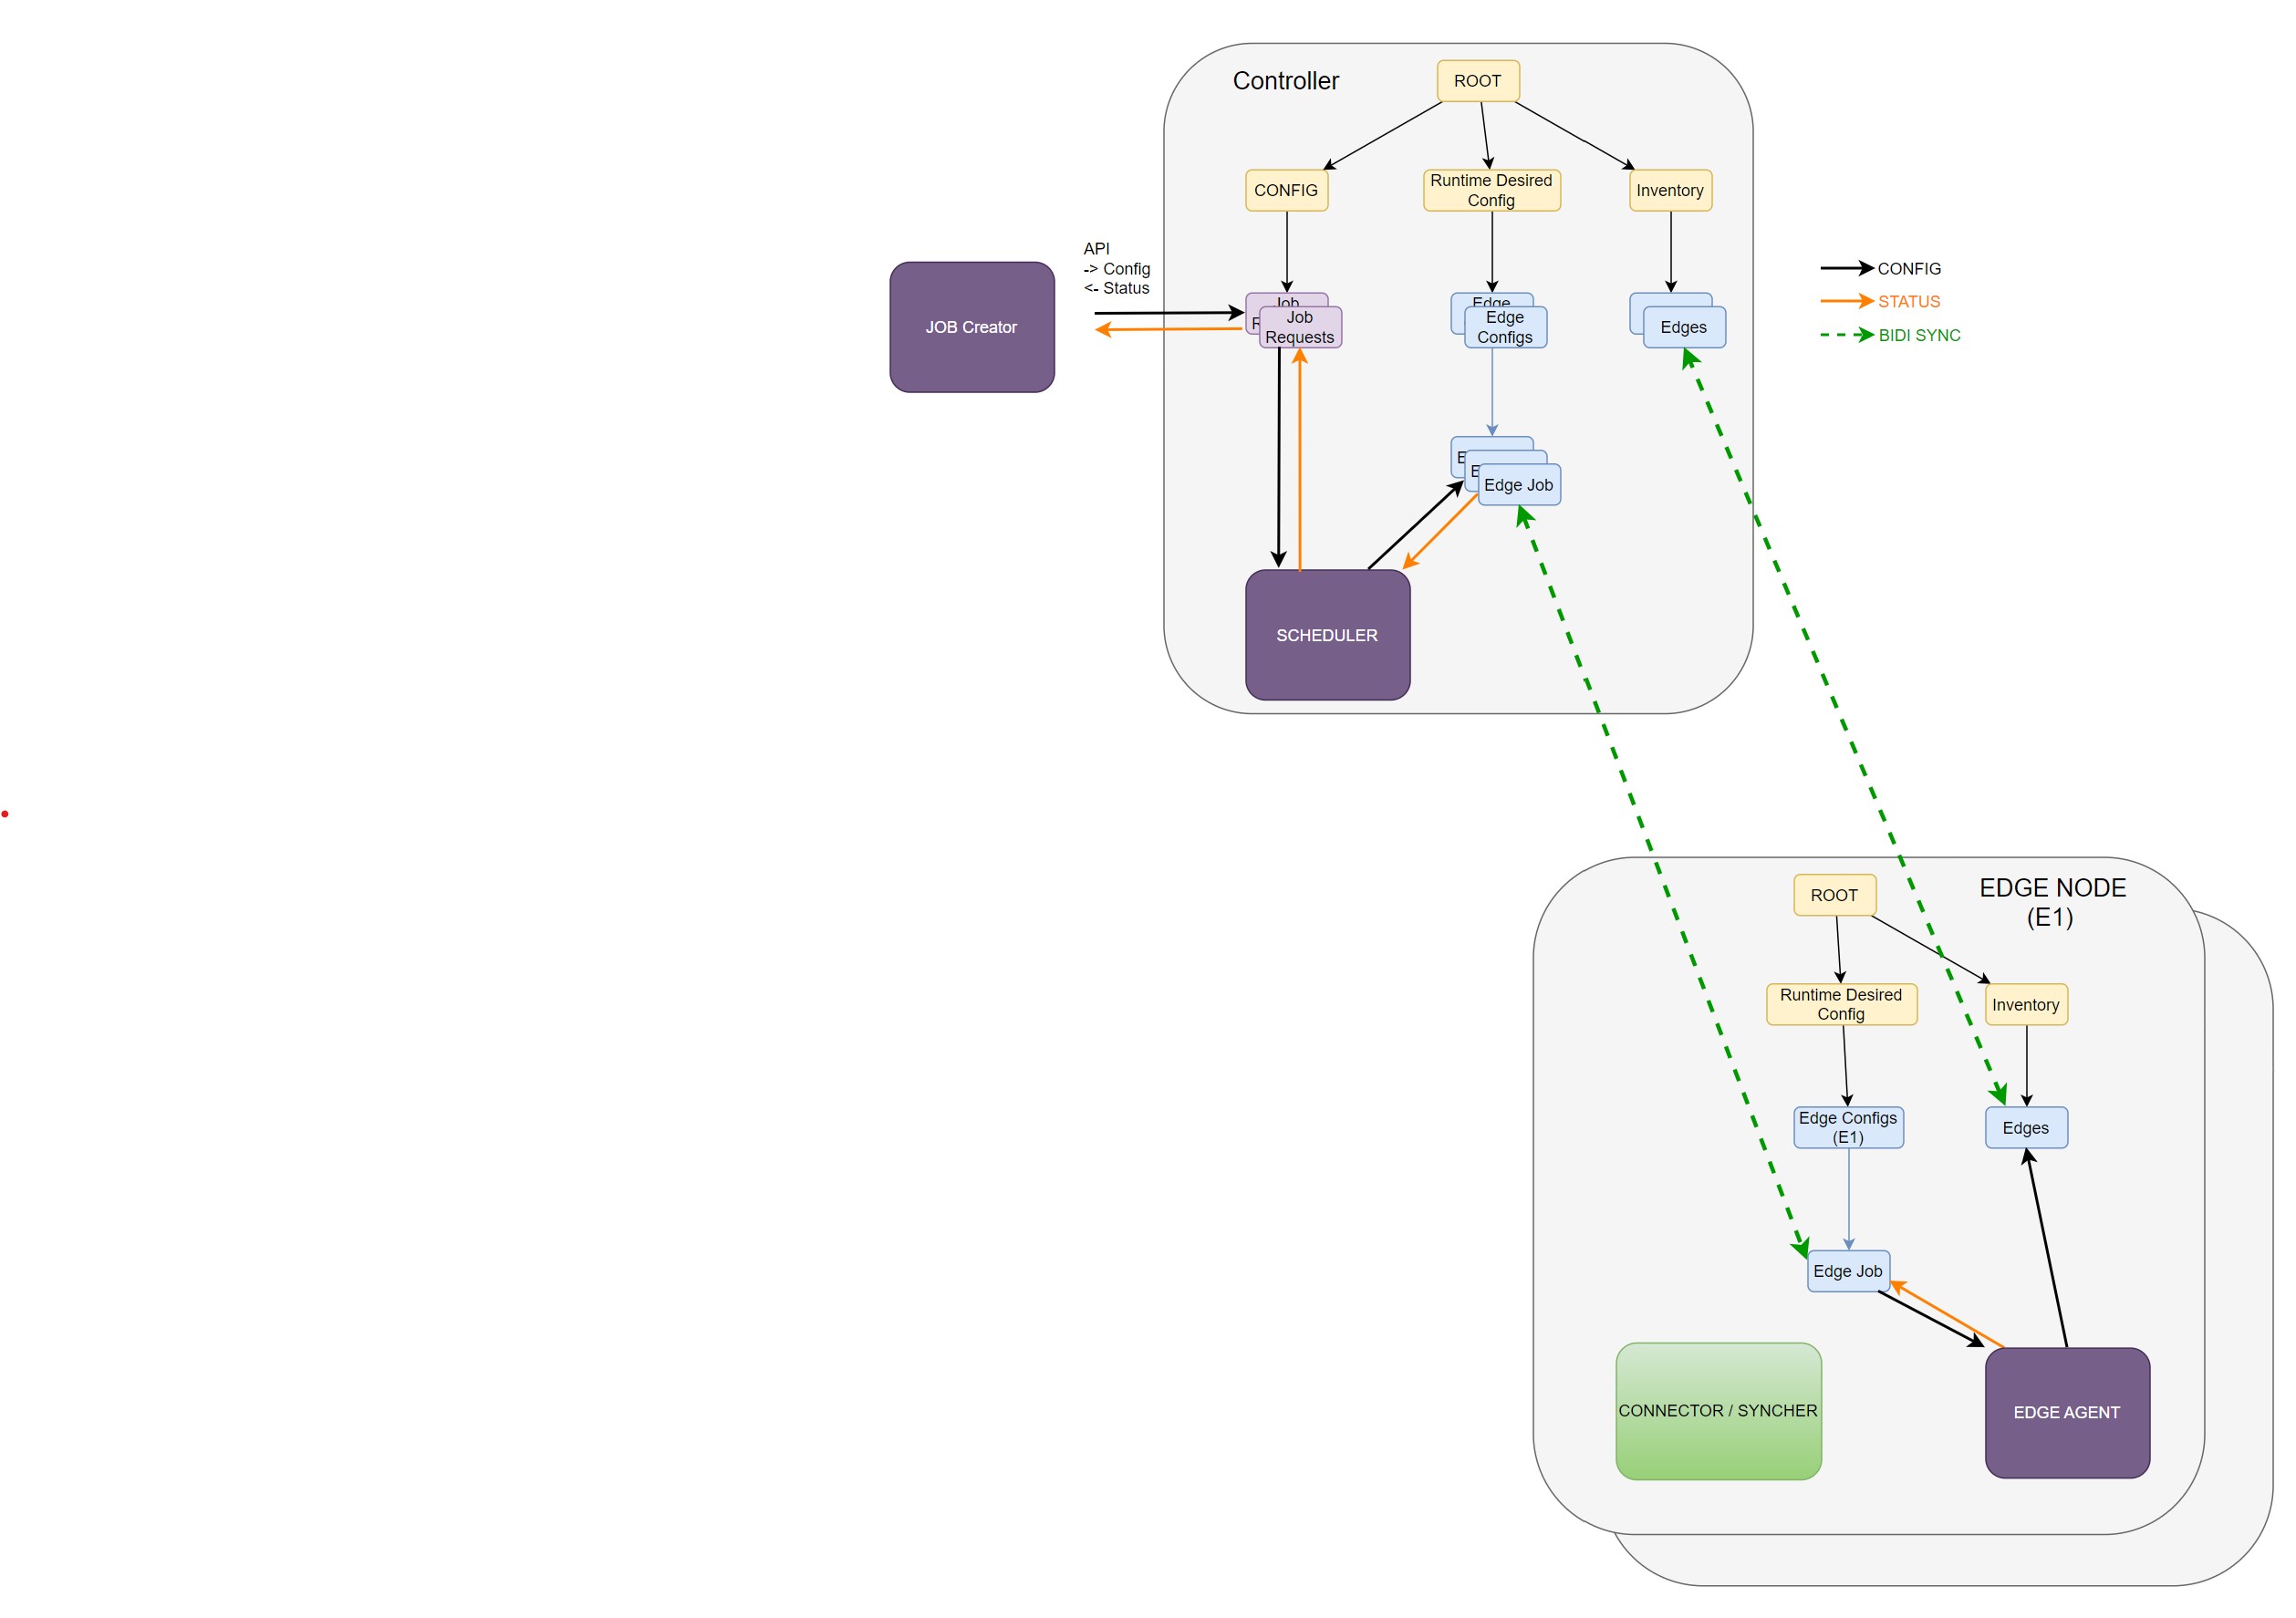 Controller
ROOT
CONFIG
Runtime Desired
Config
Inventory
API
-> Config
<- Status
JOB Creator
Job
Job
Requests
Edge
Edge
Configs
Edges
CONFIG
STATUS
BIDI SYNC
E
E
Edge Job
SCHEDULER
ROOT
EDGE NODE
(E1)
Runtime Desired
Config
Inventory
Edge Configs
(E1)
Edges
Edge Job
CONNECTOR / SYNCHER
EDGE AGENT